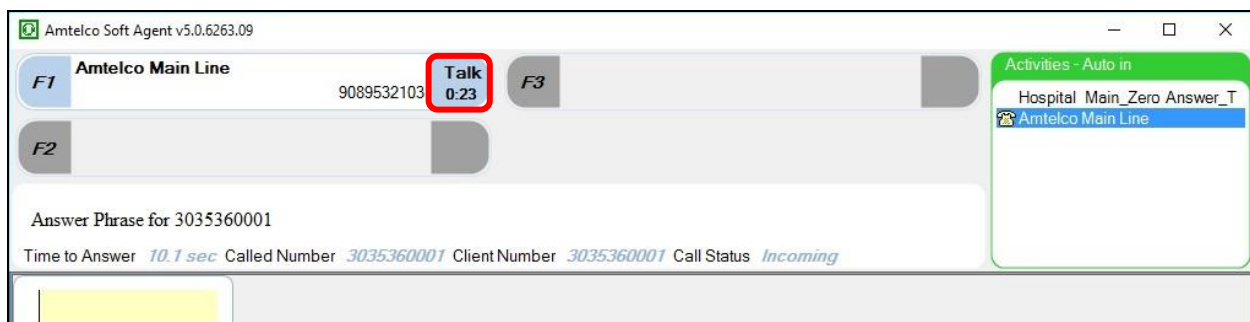 Amtelco Soft Agent v5.0.6263.09
F1 Amtelco Main Line
9089532103 Talk 0:23
F3
F2
Activities - Auto in
Hospital Main_Zero Answer_T
Amtelco Main Line
Answer Phrase for 3035360001
Time to Answer 10.1 sec Called Number 3035360001 Client Number 3035360001 Call Status Incoming